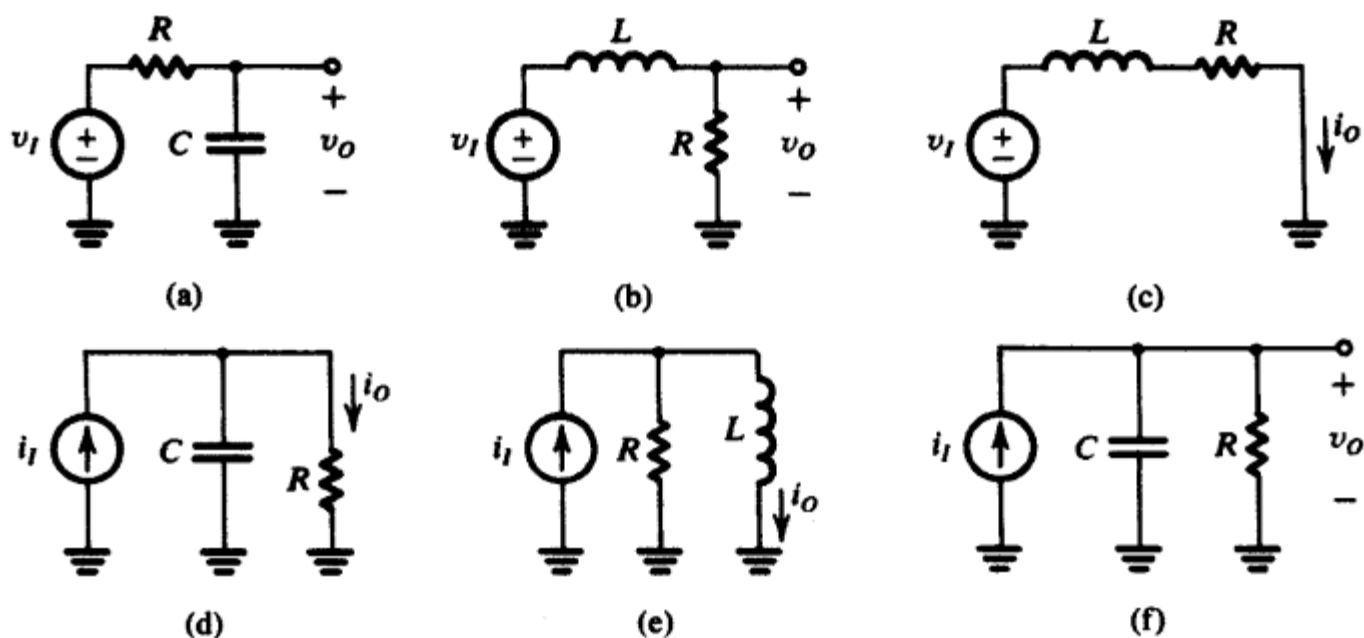 R
v_I
+
−
C
+
v_O
−
(a)
L
v_I
+
−
R
+
v_O
−
(b)
L
R
v_I
+
−
i_O
(c)
i_I
C
R
i_O
(d)
i_I
R
L
i_O
(e)
i_I
C
R
+
v_O
−
(f)